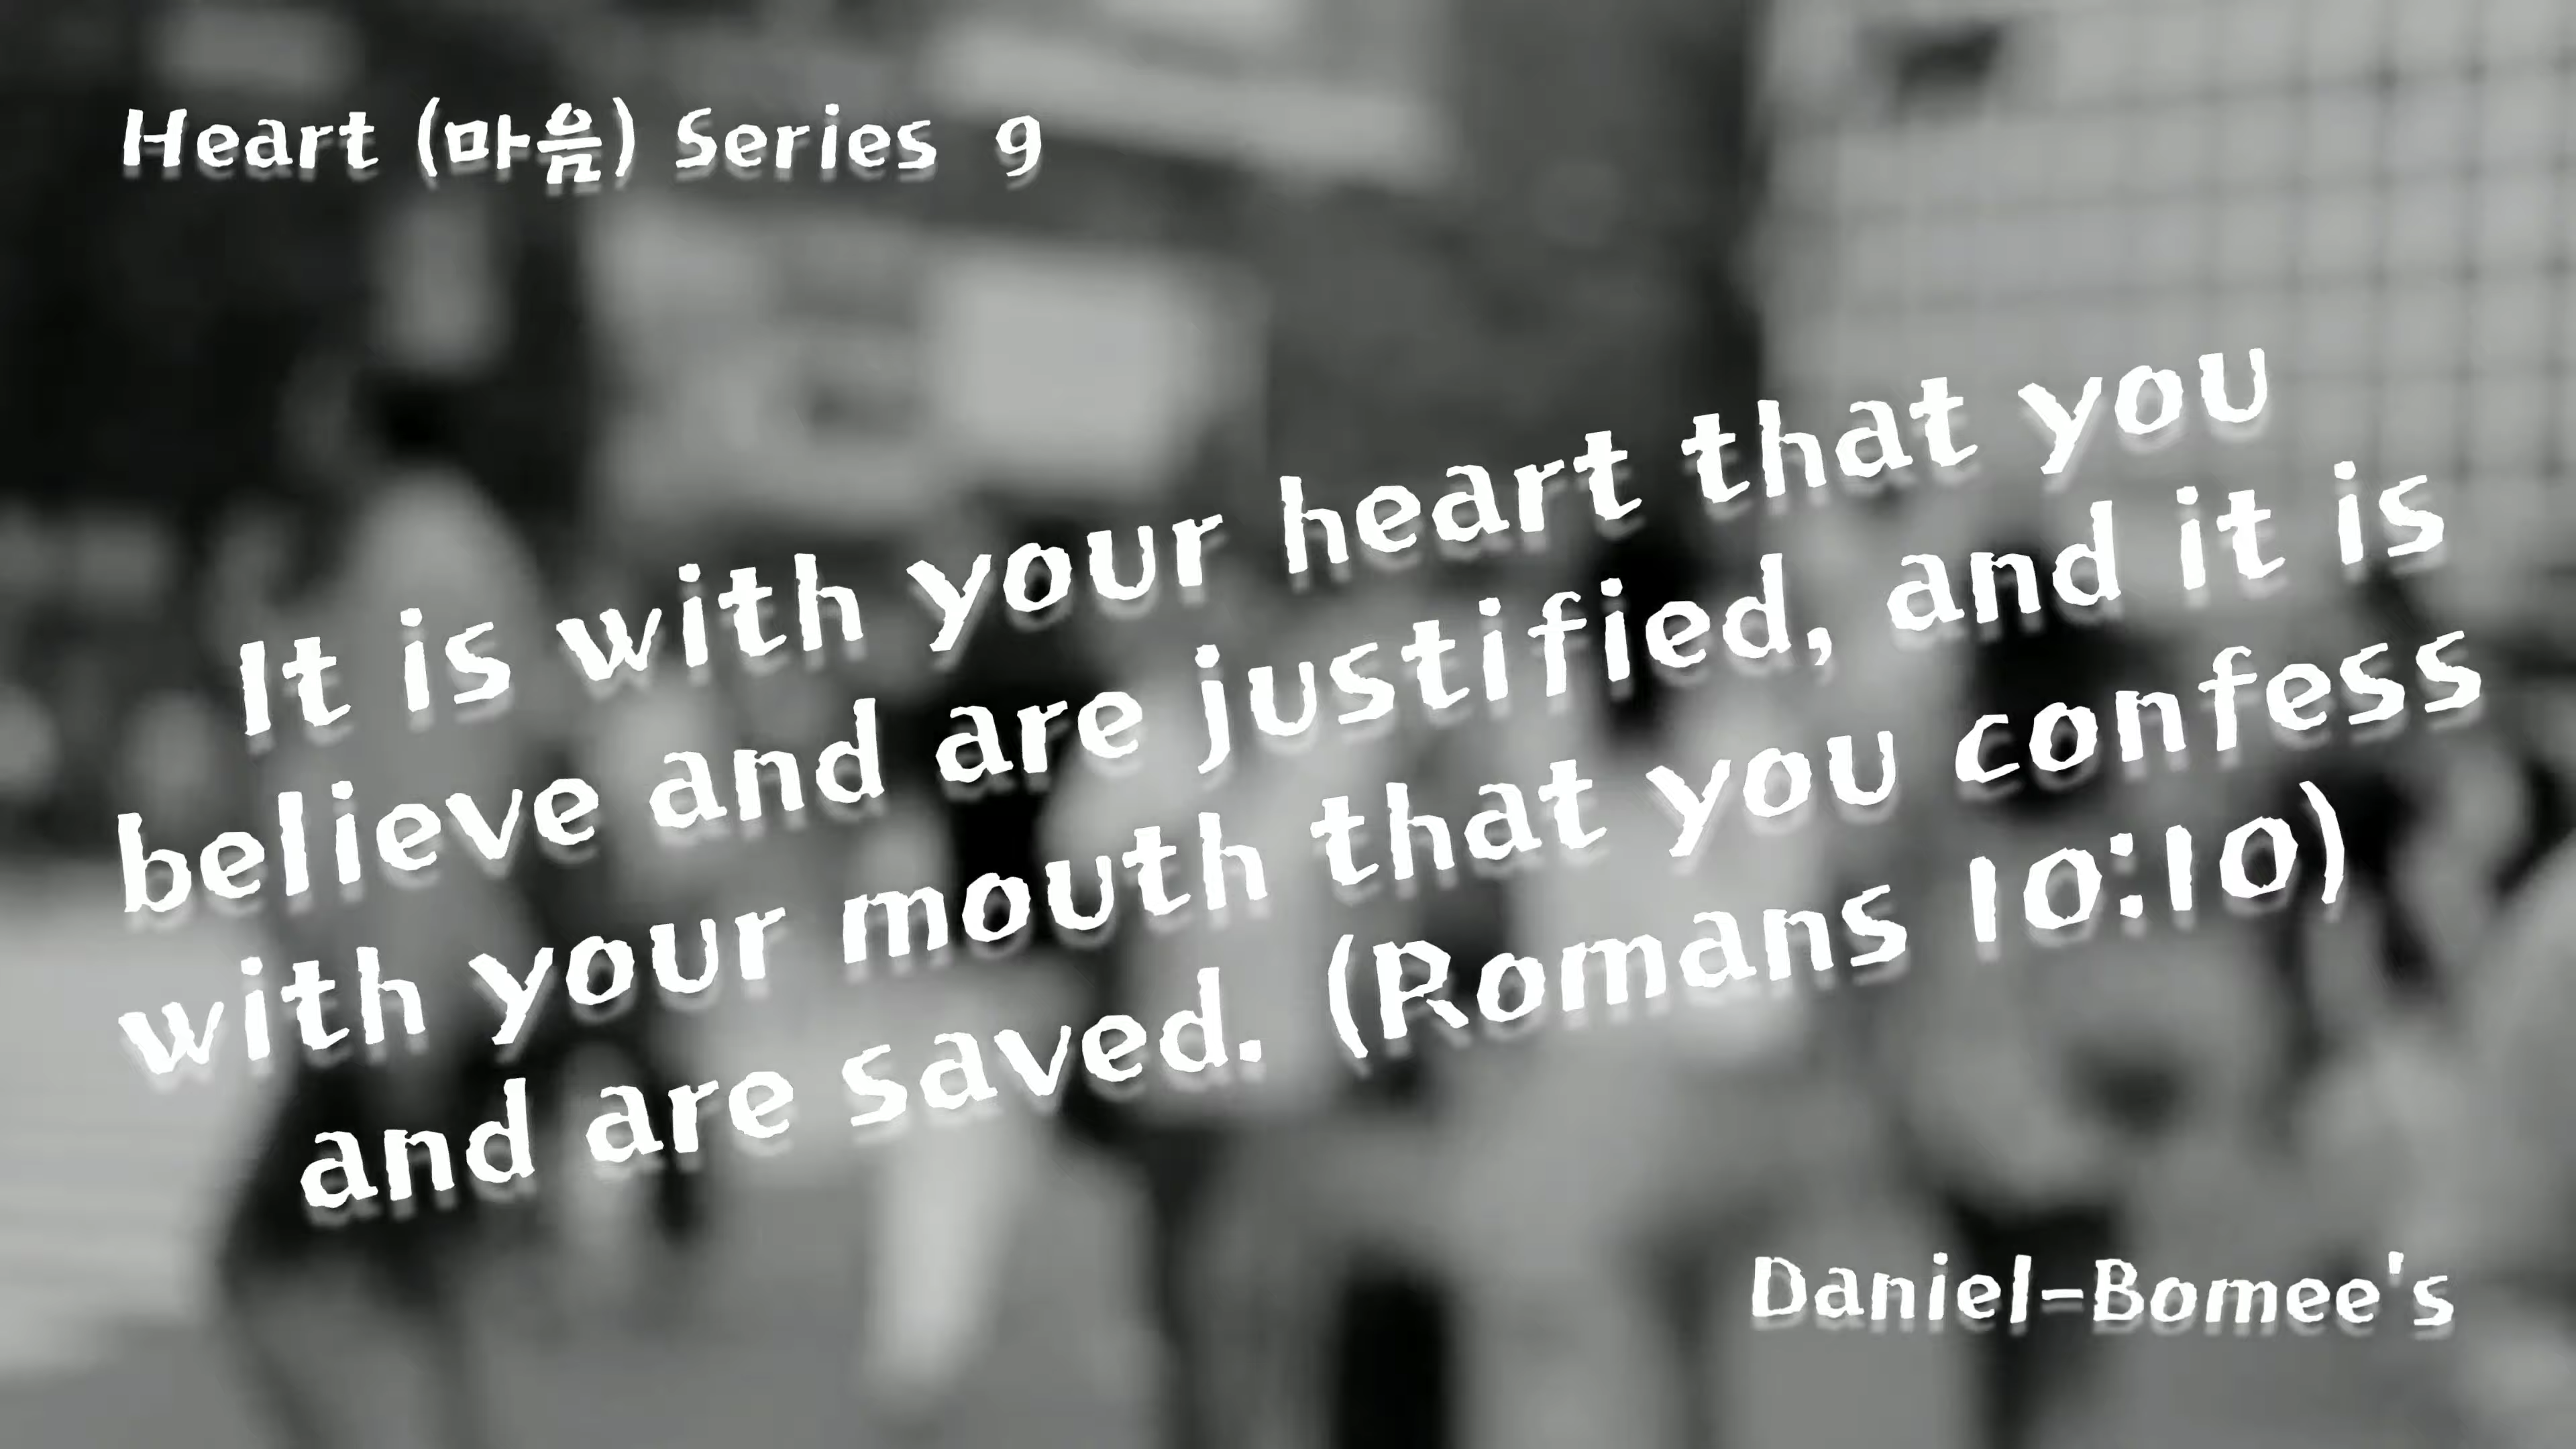 Heart (마음) Series 9
It is with your heart that you
believe and are justified, and it is
with your mouth that you confess
and are saved. (Romans 10:10)
Daniel-Bomee's